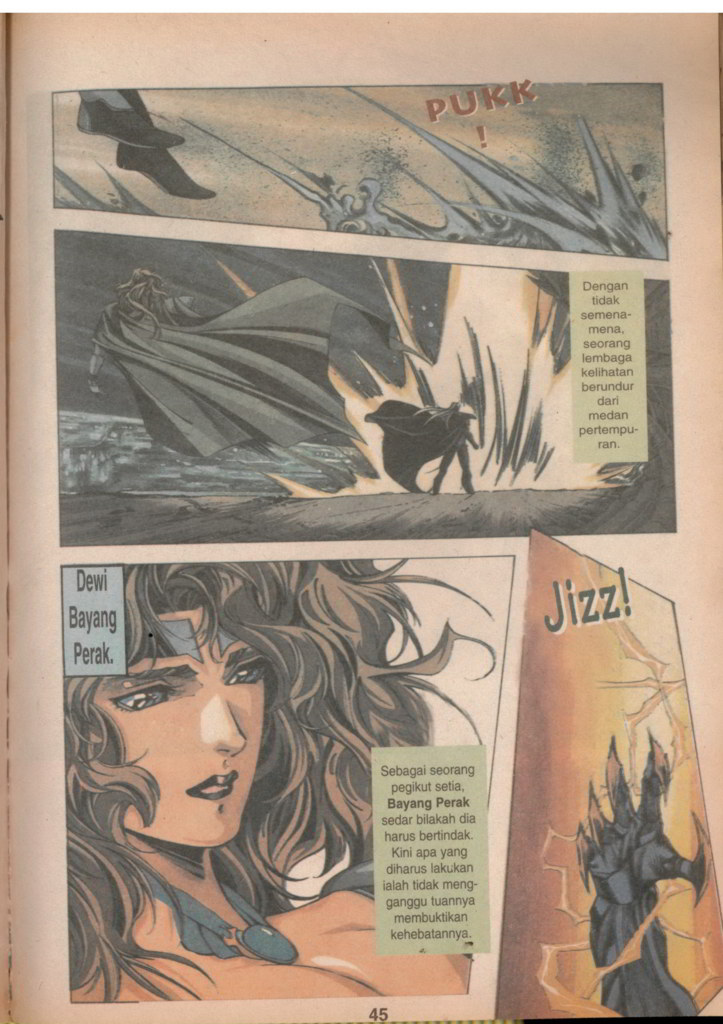 PUKK
!
Dengan
tidak
semena-
mena,
seorang
lembaga
kelihatan
berundur
dari
medan
pertempu-
ran.
Dewi
Bayang
Perak.
Jizz!
Sebagai seorang
pegikut setia,
Bayang Perak
sedar bilakah dia
harus bertindak.
Kini apa yang
diharus lakukan
ialah tidak meng-
ganggu tuannya
membuktikan
kehebatannya.
45